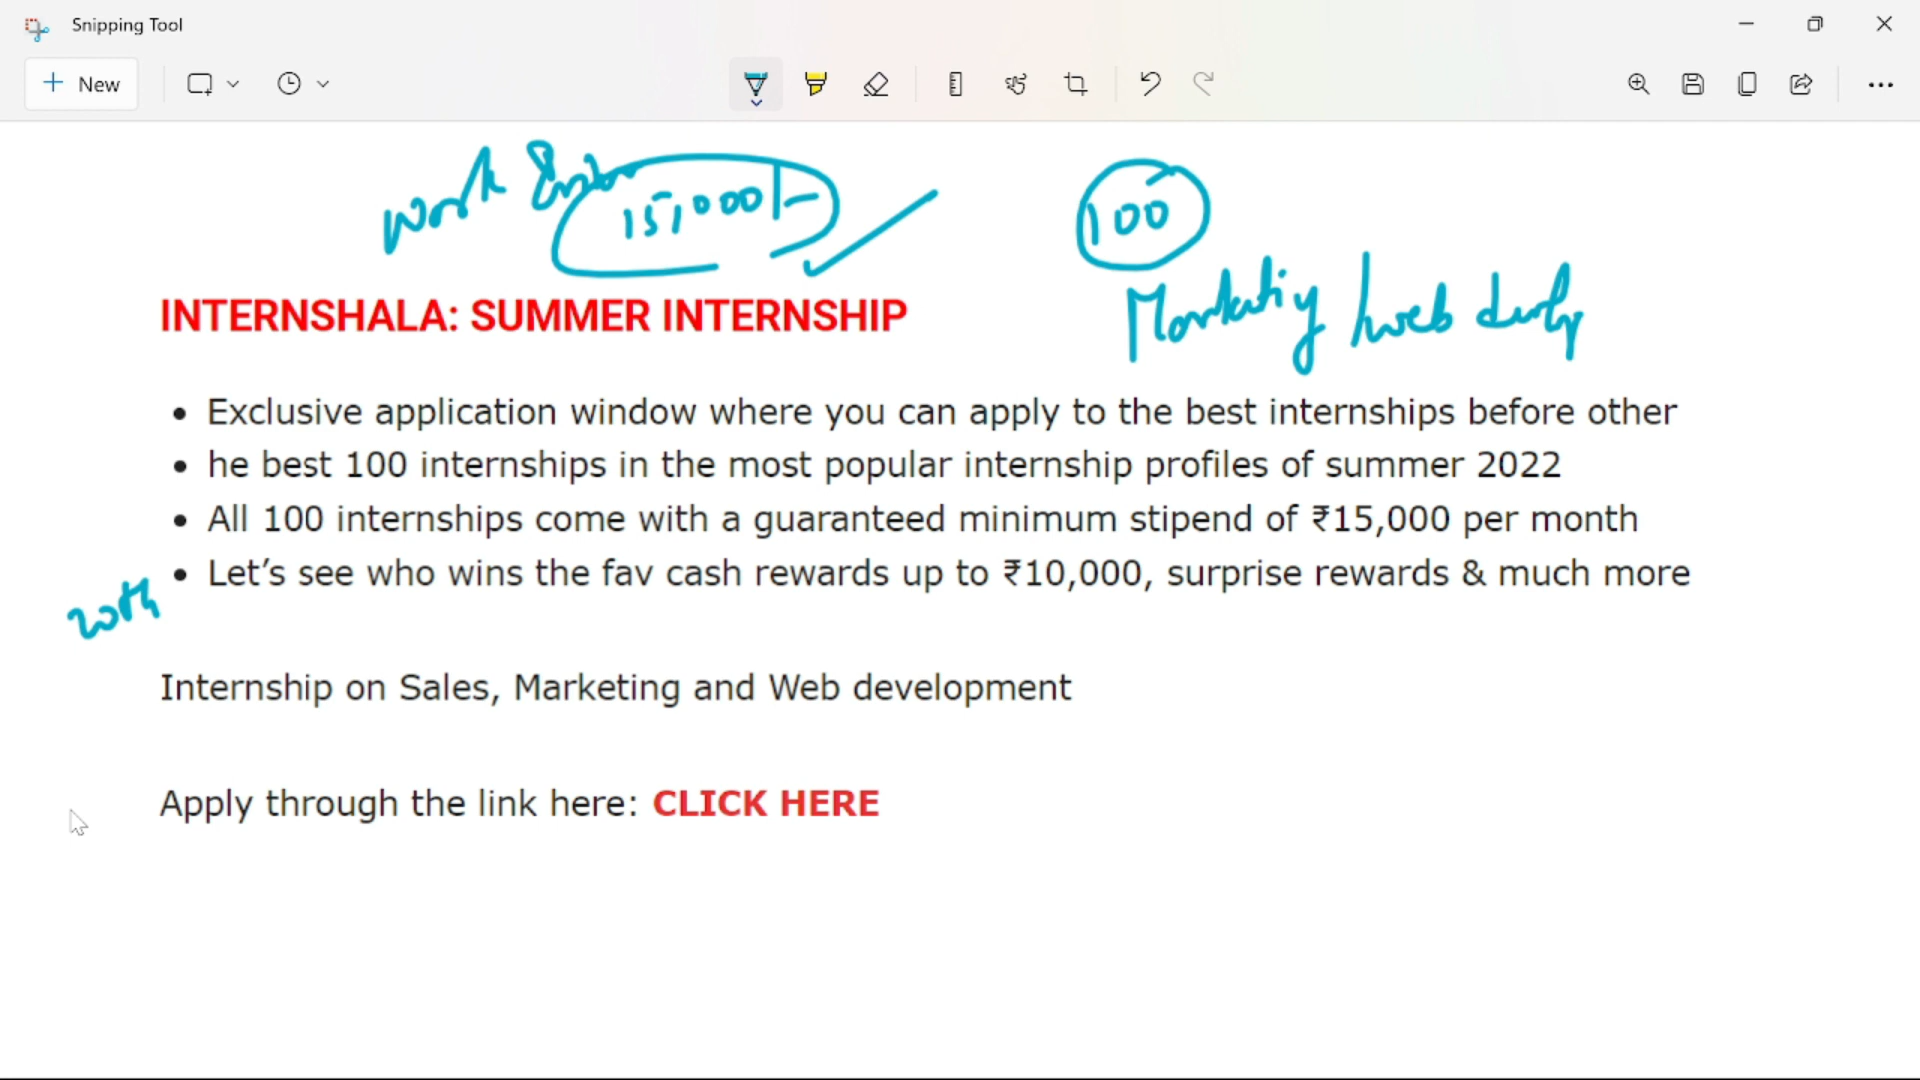 Snipping Tool
New
Work
15,000/-
100
Marketing / web
INTERNSHALA: SUMMER INTERNSHIP
• Exclusive application window where you can apply to the best internships before other
• he best 100 internships in the most popular internship profiles of summer 2022
• All 100 internships come with a guaranteed minimum stipend of ₹15,000 per month
• Let’s see who wins the fav cash rewards up to ₹10,000, surprise rewards & much more
20th
Internship on Sales, Marketing and Web development
Apply through the link here: CLICK HERE